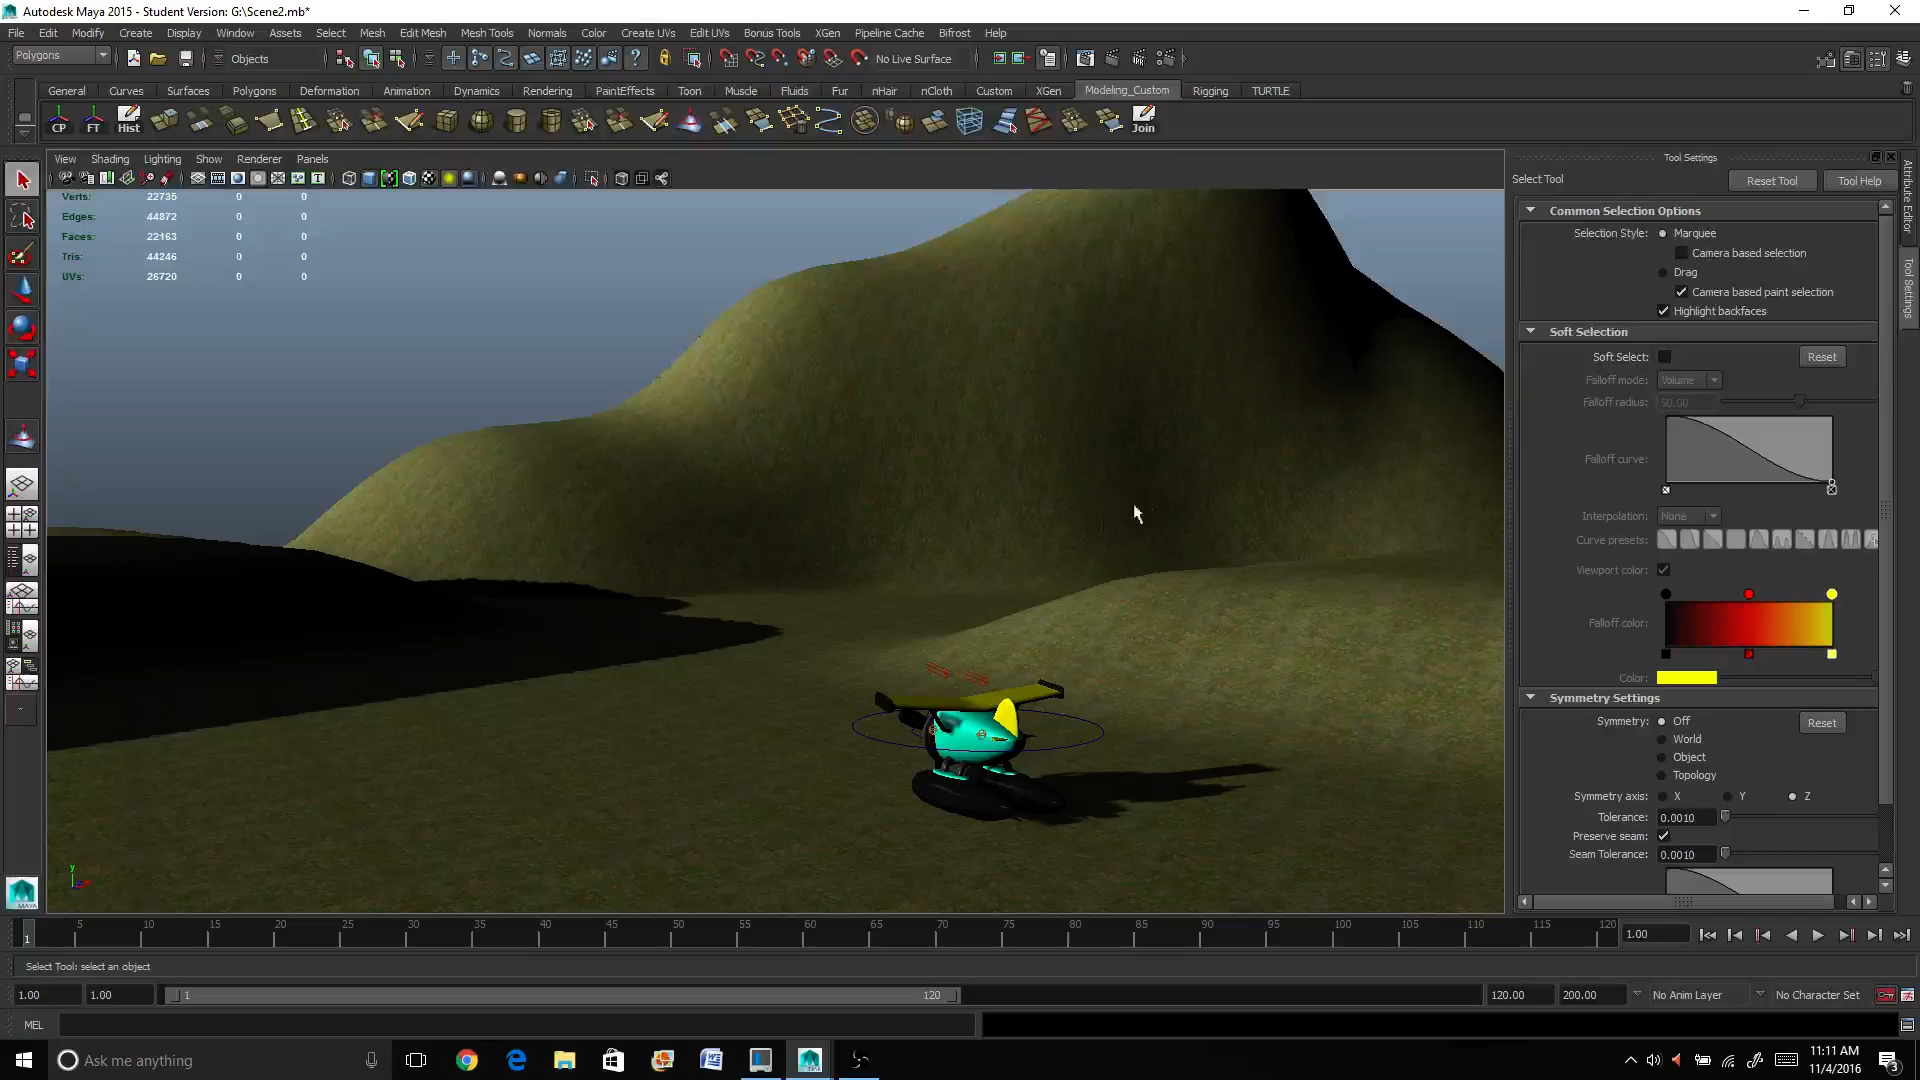 Autodesk Maya 2015 - Student Version: G:\Scene2.mb*
File Edit Modify Create Display Window Assets Select Mesh Edit Mesh Mesh Tools Normals Color Create UVs Edit UVs Bonus Tools XGen Pipeline Cache Bifrost Help
Polygons Objects No Live Surface
General Curves Surfaces Polygons Deformation Animation Dynamics Rendering PaintEffects Toon Muscle Fluids Fur nHair nCloth Custom XGen Modeling_Custom Rigging TURTLE
CP FT Hist Join
View Shading Lighting Show Renderer Panels
Verts: 22735 0 0
Edges: 44872 0 0
Faces: 22163 0 0
Tris: 44246 0 0
UVs: 26720 0 0
y
Tool Settings
Select Tool Reset Tool Tool Help
Common Selection Options
Selection Style: Marquee
Camera based selection
Drag
Camera based paint selection
Highlight backfaces
Soft Selection
Soft Select: Reset
Falloff mode: Volume
Falloff radius: 50.00
Falloff curve:
Interpolation: None
Curve presets:
Viewport color:
Falloff color:
Color:
Symmetry Settings
Symmetry: Off Reset
World
Object
Topology
Symmetry axis: X Y Z
Tolerance: 0.0010
Preserve seam:
Seam Tolerance: 0.0010
Attribute Editor
Tool Settings
MAYA
1 5 10 15 20 25 30 35 40 45 50 55 60 65 70 75 80 85 90 95 100 105 110 115 120 1.00
Select Tool: select an object
1.00 1.00 1 120 120.00 200.00 No Anim Layer No Character Set
MEL
Ask me anything
11:11 AM
11/4/2016
3